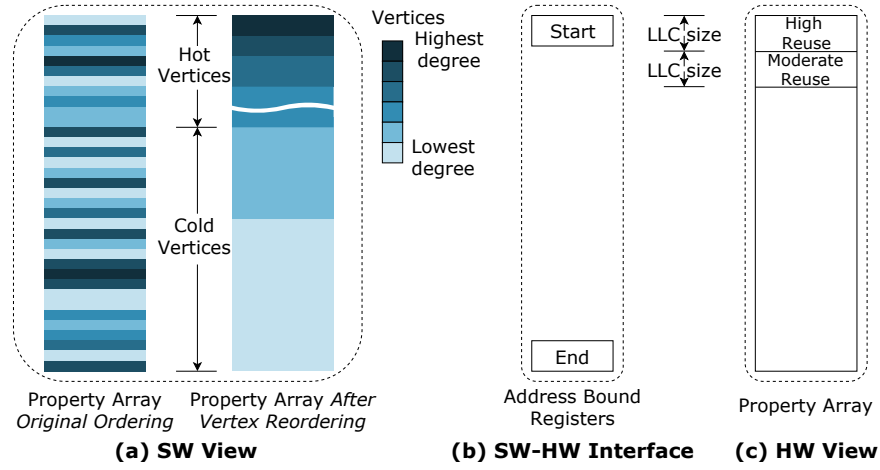 Hot
Vertices
Cold
Vertices
Property Array
Original Ordering
Property Array After
Vertex Reordering
(a) SW View
Vertices
Highest
degree
Lowest
degree
Start
End
Address Bound
Registers
(b) SW-HW Interface
LLC size
LLC size
High
Reuse
Moderate
Reuse
Property Array
(c) HW View